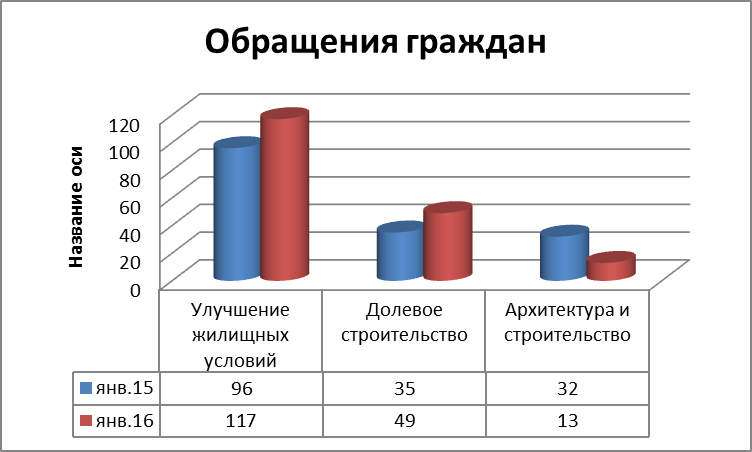 Обращения граждан
Название оси
120
100
80
60
40
20
0
Улучшение жилищных условий
Долевое строительство
Архитектура и строительство
янв.15 96 35 32
янв.16 117 49 13